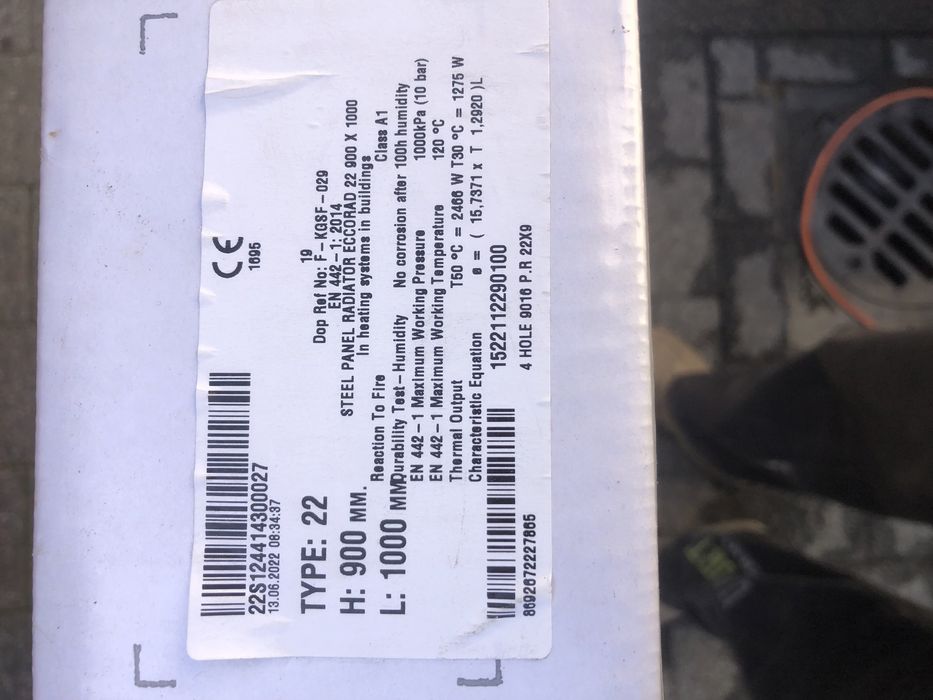 22S124414300027
13.06.2022 08:34:37
CE
1695
TYPE: 22
H: 900 MM.
L: 1000 MM.
19
Dop Ref No: F-KGSF-029
EN 442-1: 2014
STEEL PANEL RADIATOR ECCORAD 22 900 X 1000
In heating systems in buildings
Reaction To Fire Class A1
Durability Test-Humidity No corrosion after 100h humidity
EN 442-1 Maximum Working Pressure 1000kPa (10 bar)
EN 442-1 Maximum Working Temperature 120 °C
Thermal Output T50 °C = 2466 W T30 °C = 1275 W
Characteristic Equation ø = ( 15,7371 x T 1,2920 )L
1522112290100
8692672227865
4 HOLE 9016 P.R 22X9